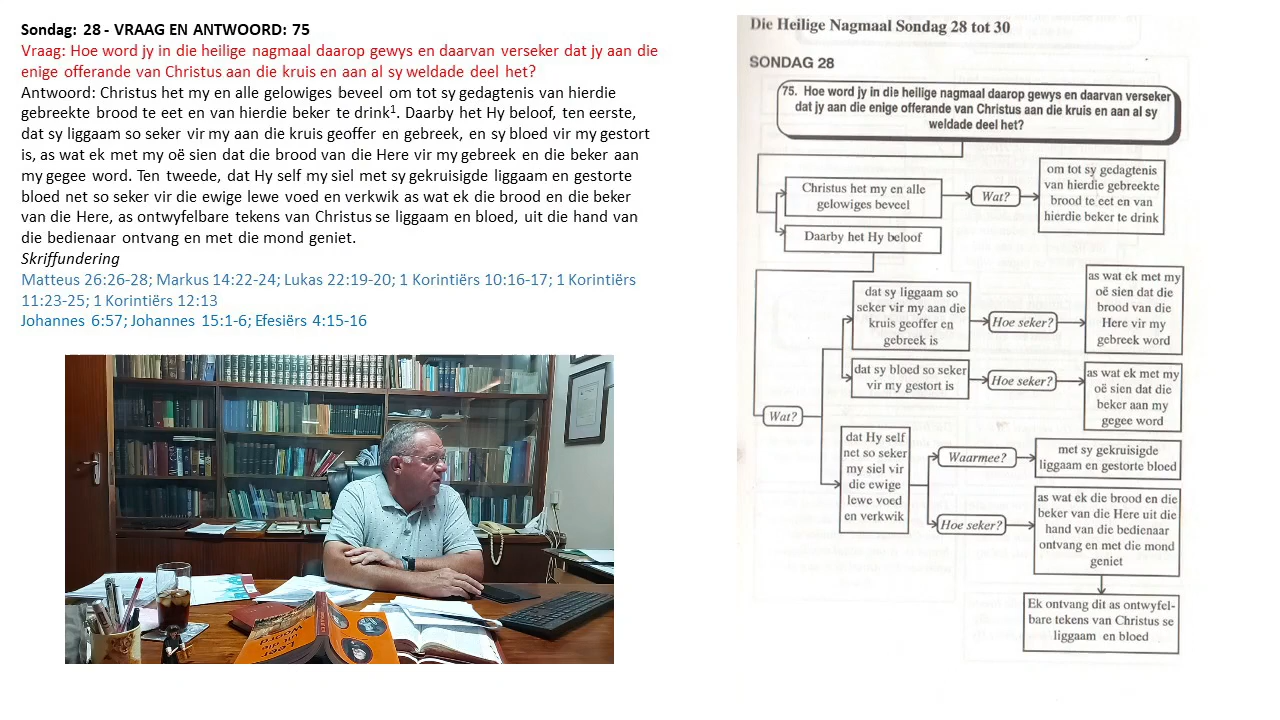 Sondag: 28 - VRAAG EN ANTWOORD: 75
Vraag: Hoe word jy in die heilige nagmaal daarop gewys en daarvan verseker dat jy aan die
enige offerande van Christus aan die kruis en aan al sy weldade deel het?
Antwoord: Christus het my en alle gelowiges beveel om tot sy gedagtenis van hierdie
gebreekte brood te eet en van hierdie beker te drink¹. Daarby het Hy beloof, ten eerste,
dat sy liggaam so seker vir my aan die kruis geoffer en gebreek, en sy bloed vir my gestort
is, as wat ek met my oë sien dat die brood van die Here vir my gebreek en die beker aan
my gegee word. Ten tweede, dat Hy self my siel met sy gekruisigde liggaam en gestorte
bloed net so seker vir die ewige lewe voed en verkwik as wat ek die brood en die beker
van die Here, as ontwyfelbare tekens van Christus se liggaam en bloed, uit die hand van
die bedienaar ontvang en met die mond geniet.
Skriffundering
Matteus 26:26-28; Markus 14:22-24; Lukas 22:19-20; 1 Korintiërs 10:16-17; 1 Korintiërs
11:23-25; 1 Korintiërs 12:13
Johannes 6:57; Johannes 15:1-6; Efesiërs 4:15-16
Leer
uit die
Woord
Die Heilige Nagmaal Sondag 28 tot 30
SONDAG 28
75. Hoe word jy in die heilige nagmaal daarop gewys en daarvan verseker
dat jy aan die enige offerande van Christus aan die kruis en aan al sy
weldade deel het?
Christus het my en alle
gelowiges beveel
Wat?
om tot sy gedagtenis
van hierdie gebreekte
brood te eet en van
hierdie beker te drink
Daarby het Hy beloof
Wat?
dat sy liggaam so
seker vir my aan die
kruis geoffer en
gebreek is
Hoe seker?
as wat ek met my
oë sien dat die
brood van die
Here vir my
gebreek word
dat sy bloed so seker
vir my gestort is
Hoe seker?
as wat ek met my
oë sien dat die
beker aan my
gegee word
dat Hy self
net so seker
my siel vir
die ewige
lewe voed
en verkwik
Waarmee?
met sy gekruisigde
liggaam en gestorte bloed
Hoe seker?
as wat ek die brood en die
beker van die Here uit die
hand van die bedienaar
ontvang en met die mond
geniet
Ek ontvang dit as ontwyfel-
bare tekens van Christus se
liggaam en bloed